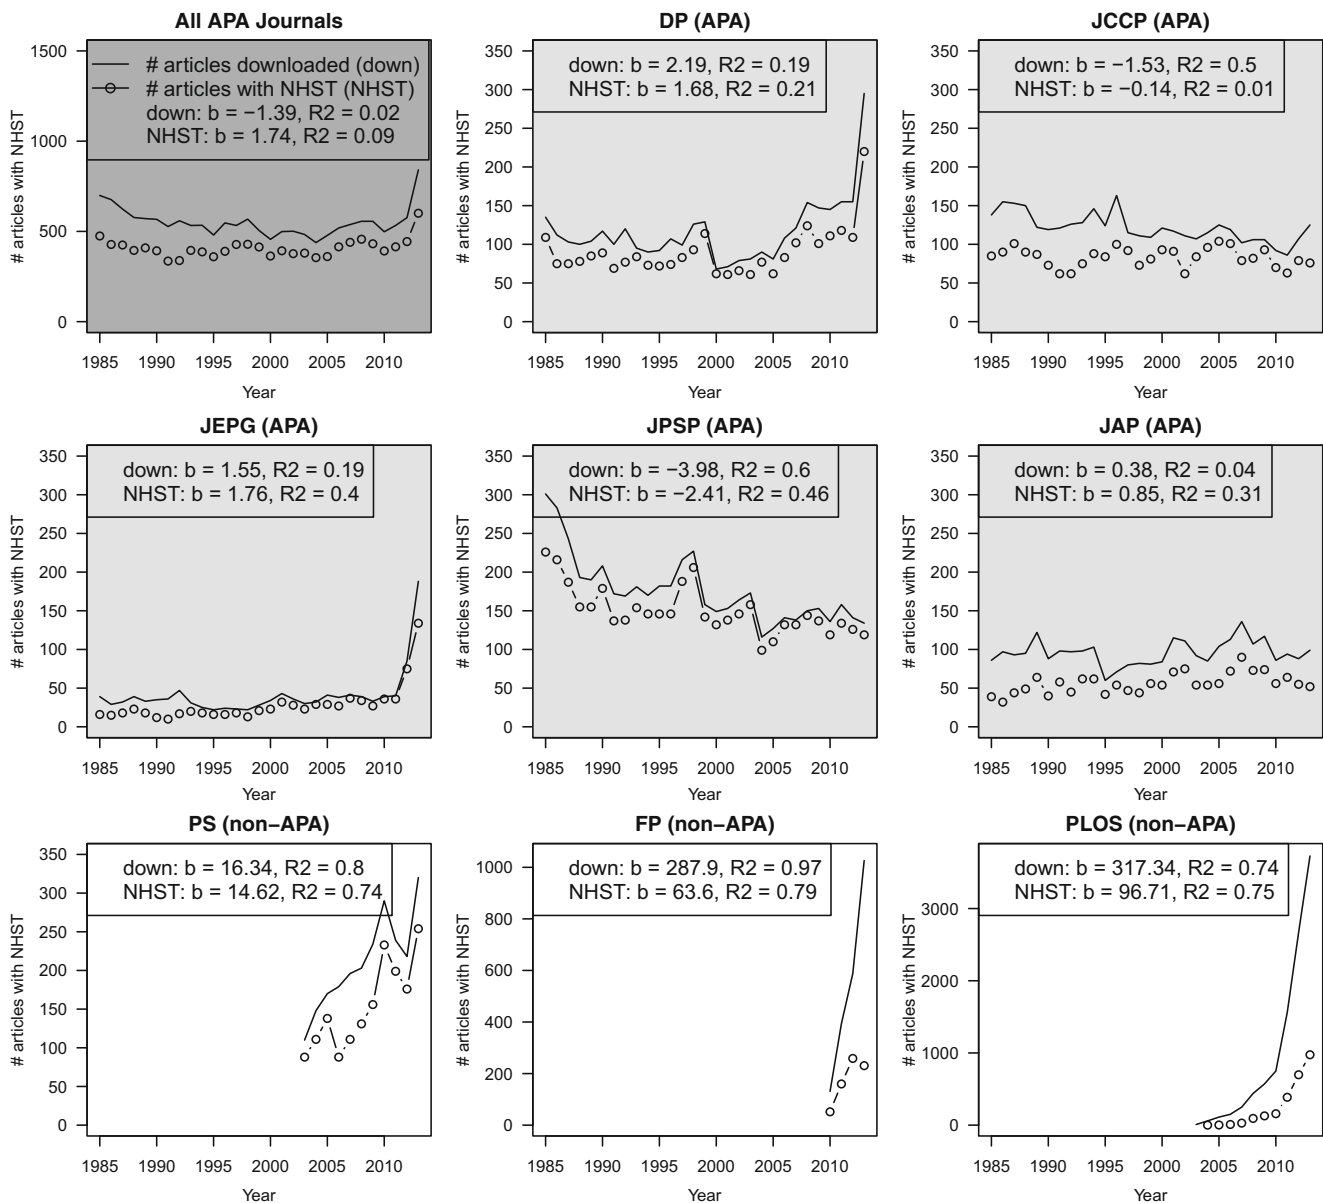 All APA Journals
# articles with NHST
1500
1000
500
0
# articles downloaded (down)
# articles with NHST (NHST)
down: b = −1.39, R2 = 0.02
NHST: b = 1.74, R2 = 0.09
1985 1990 1995 2000 2005 2010
Year
DP (APA)
# articles with NHST
350
300
250
200
150
100
50
0
down: b = 2.19, R2 = 0.19
NHST: b = 1.68, R2 = 0.21
1985 1990 1995 2000 2005 2010
Year
JCCP (APA)
# articles with NHST
350
300
250
200
150
100
50
0
down: b = −1.53, R2 = 0.5
NHST: b = −0.14, R2 = 0.01
1985 1990 1995 2000 2005 2010
Year
JEPG (APA)
# articles with NHST
350
300
250
200
150
100
50
0
down: b = 1.55, R2 = 0.19
NHST: b = 1.76, R2 = 0.4
1985 1990 1995 2000 2005 2010
Year
JPSP (APA)
# articles with NHST
350
300
250
200
150
100
50
0
down: b = −3.98, R2 = 0.6
NHST: b = −2.41, R2 = 0.46
1985 1990 1995 2000 2005 2010
Year
JAP (APA)
# articles with NHST
350
300
250
200
150
100
50
0
down: b = 0.38, R2 = 0.04
NHST: b = 0.85, R2 = 0.31
1985 1990 1995 2000 2005 2010
Year
PS (non−APA)
# articles with NHST
350
300
250
200
150
100
50
0
down: b = 16.34, R2 = 0.8
NHST: b = 14.62, R2 = 0.74
1985 1990 1995 2000 2005 2010
Year
FP (non−APA)
# articles with NHST
1000
800
600
400
200
0
down: b = 287.9, R2 = 0.97
NHST: b = 63.6, R2 = 0.79
1985 1990 1995 2000 2005 2010
Year
PLOS (non−APA)
# articles with NHST
3000
2000
1000
0
down: b = 317.34, R2 = 0.74
NHST: b = 96.71, R2 = 0.75
1985 1990 1995 2000 2005 2010
Year